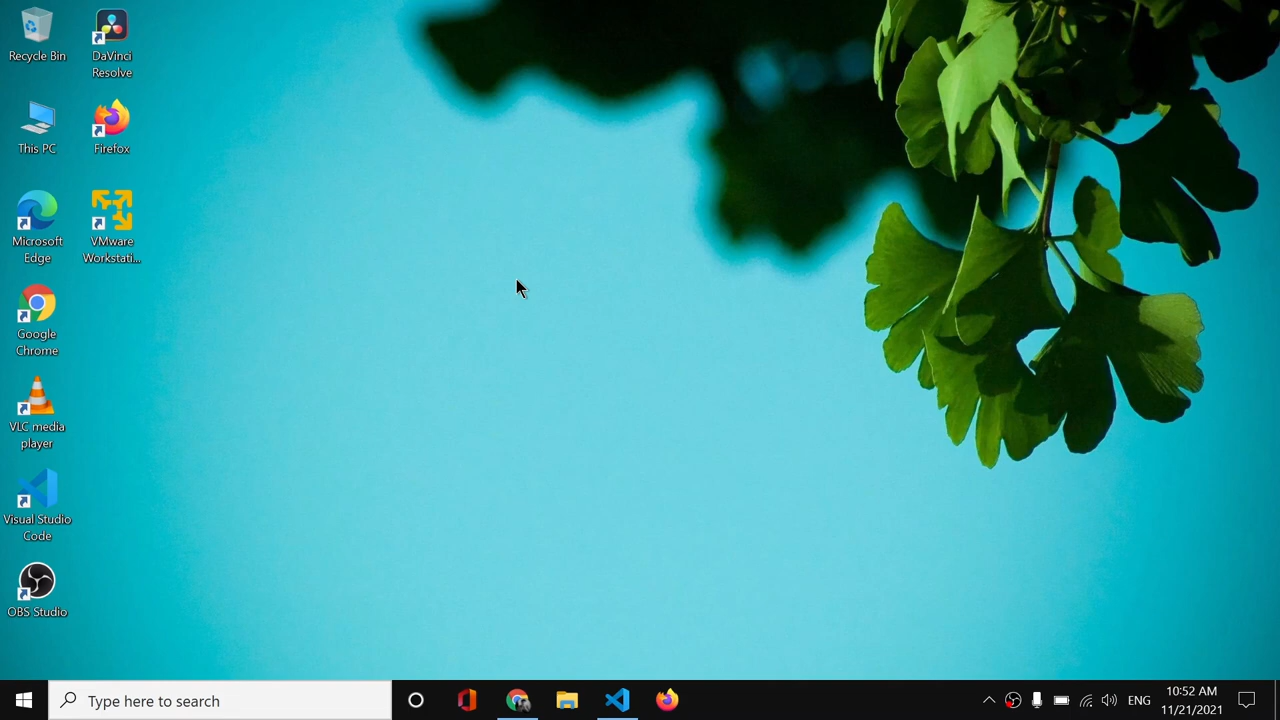 Recycle Bin
DaVinci
Resolve
This PC
Firefox
Microsoft
Edge
VMware
Workstati...
Google
Chrome
VLC media
player
Visual Studio
Code
OBS Studio
Type here to search
ENG
10:52 AM
11/21/2021